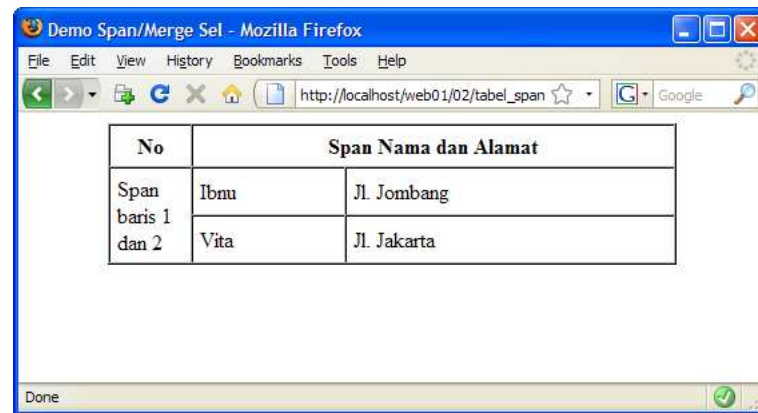 Demo Span/Merge Sel - Mozilla Firefox
File Edit View History Bookmarks Tools Help
http://localhost/web01/02/tabel_span G Google
No Span Nama dan Alamat
Span baris 1 dan 2
Ibnu Jl. Jombang
Vita Jl. Jakarta
Done